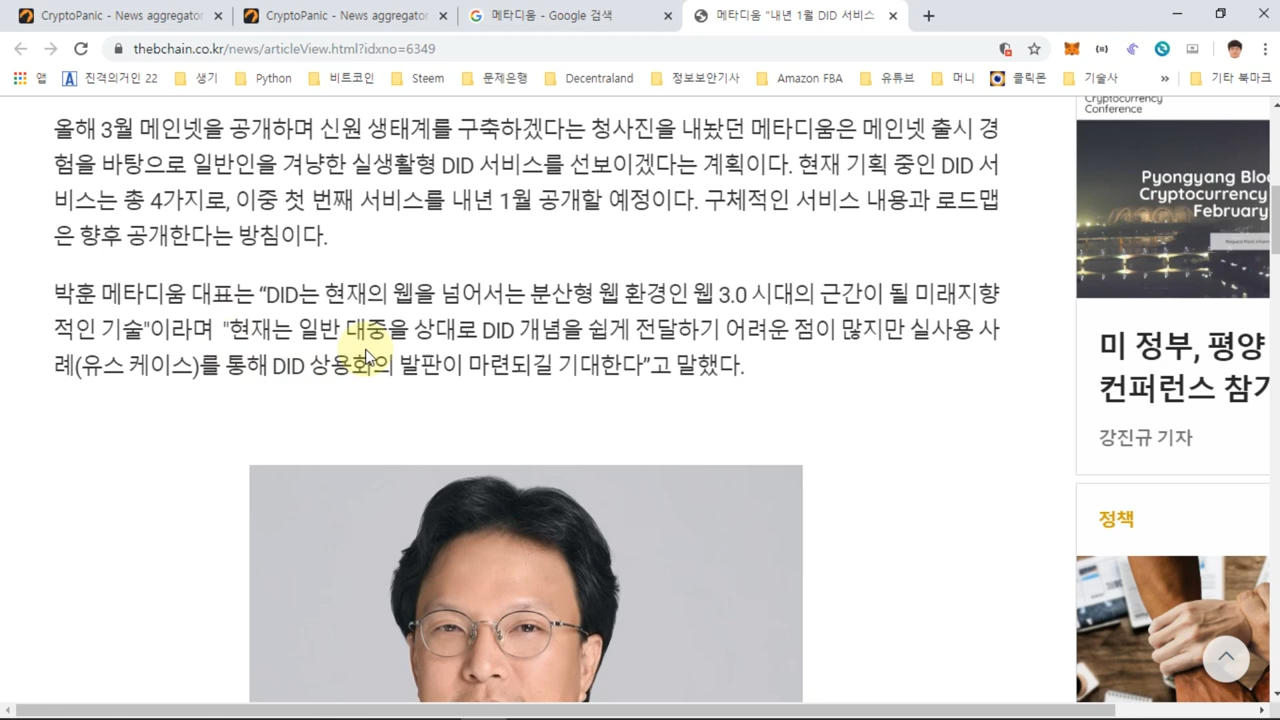 CryptoPanic - News aggregator
CryptoPanic - News aggregator
메타디움 - Google 검색
메타디움 "내년 1월 DID 서비스
thebchain.co.kr/news/articleView.html?idxno=6349
앱
진격의거인 22
생기
Python
비트코인
Steem
문제은행
Decentraland
정보보안기사
Amazon FBA
유튜브
머니
클릭몬
기술사
»
기타 북마크
올해 3월 메인넷을 공개하며 신원 생태계를 구축하겠다는 청사진을 내놨던 메타디움은 메인넷 출시 경
험을 바탕으로 일반인을 겨냥한 실생활형 DID 서비스를 선보이겠다는 계획이다. 현재 기획 중인 DID 서
비스는 총 4가지로, 이중 첫 번째 서비스를 내년 1월 공개할 예정이다. 구체적인 서비스 내용과 로드맵
은 향후 공개한다는 방침이다.
박훈 메타디움 대표는 “DID는 현재의 웹을 넘어서는 분산형 웹 환경인 웹 3.0 시대의 근간이 될 미래지향
적인 기술"이라며 "현재는 일반 대중을 상대로 DID 개념을 쉽게 전달하기 어려운 점이 많지만 실사용 사
례(유스 케이스)를 통해 DID 상용화의 발판이 마련되길 기대한다”고 말했다.
Cryptocurrency
Conference
Pyongyang Blo
Cryptocurrency
February
미 정부, 평양
컨퍼런스 참가
강진규 기자
정책